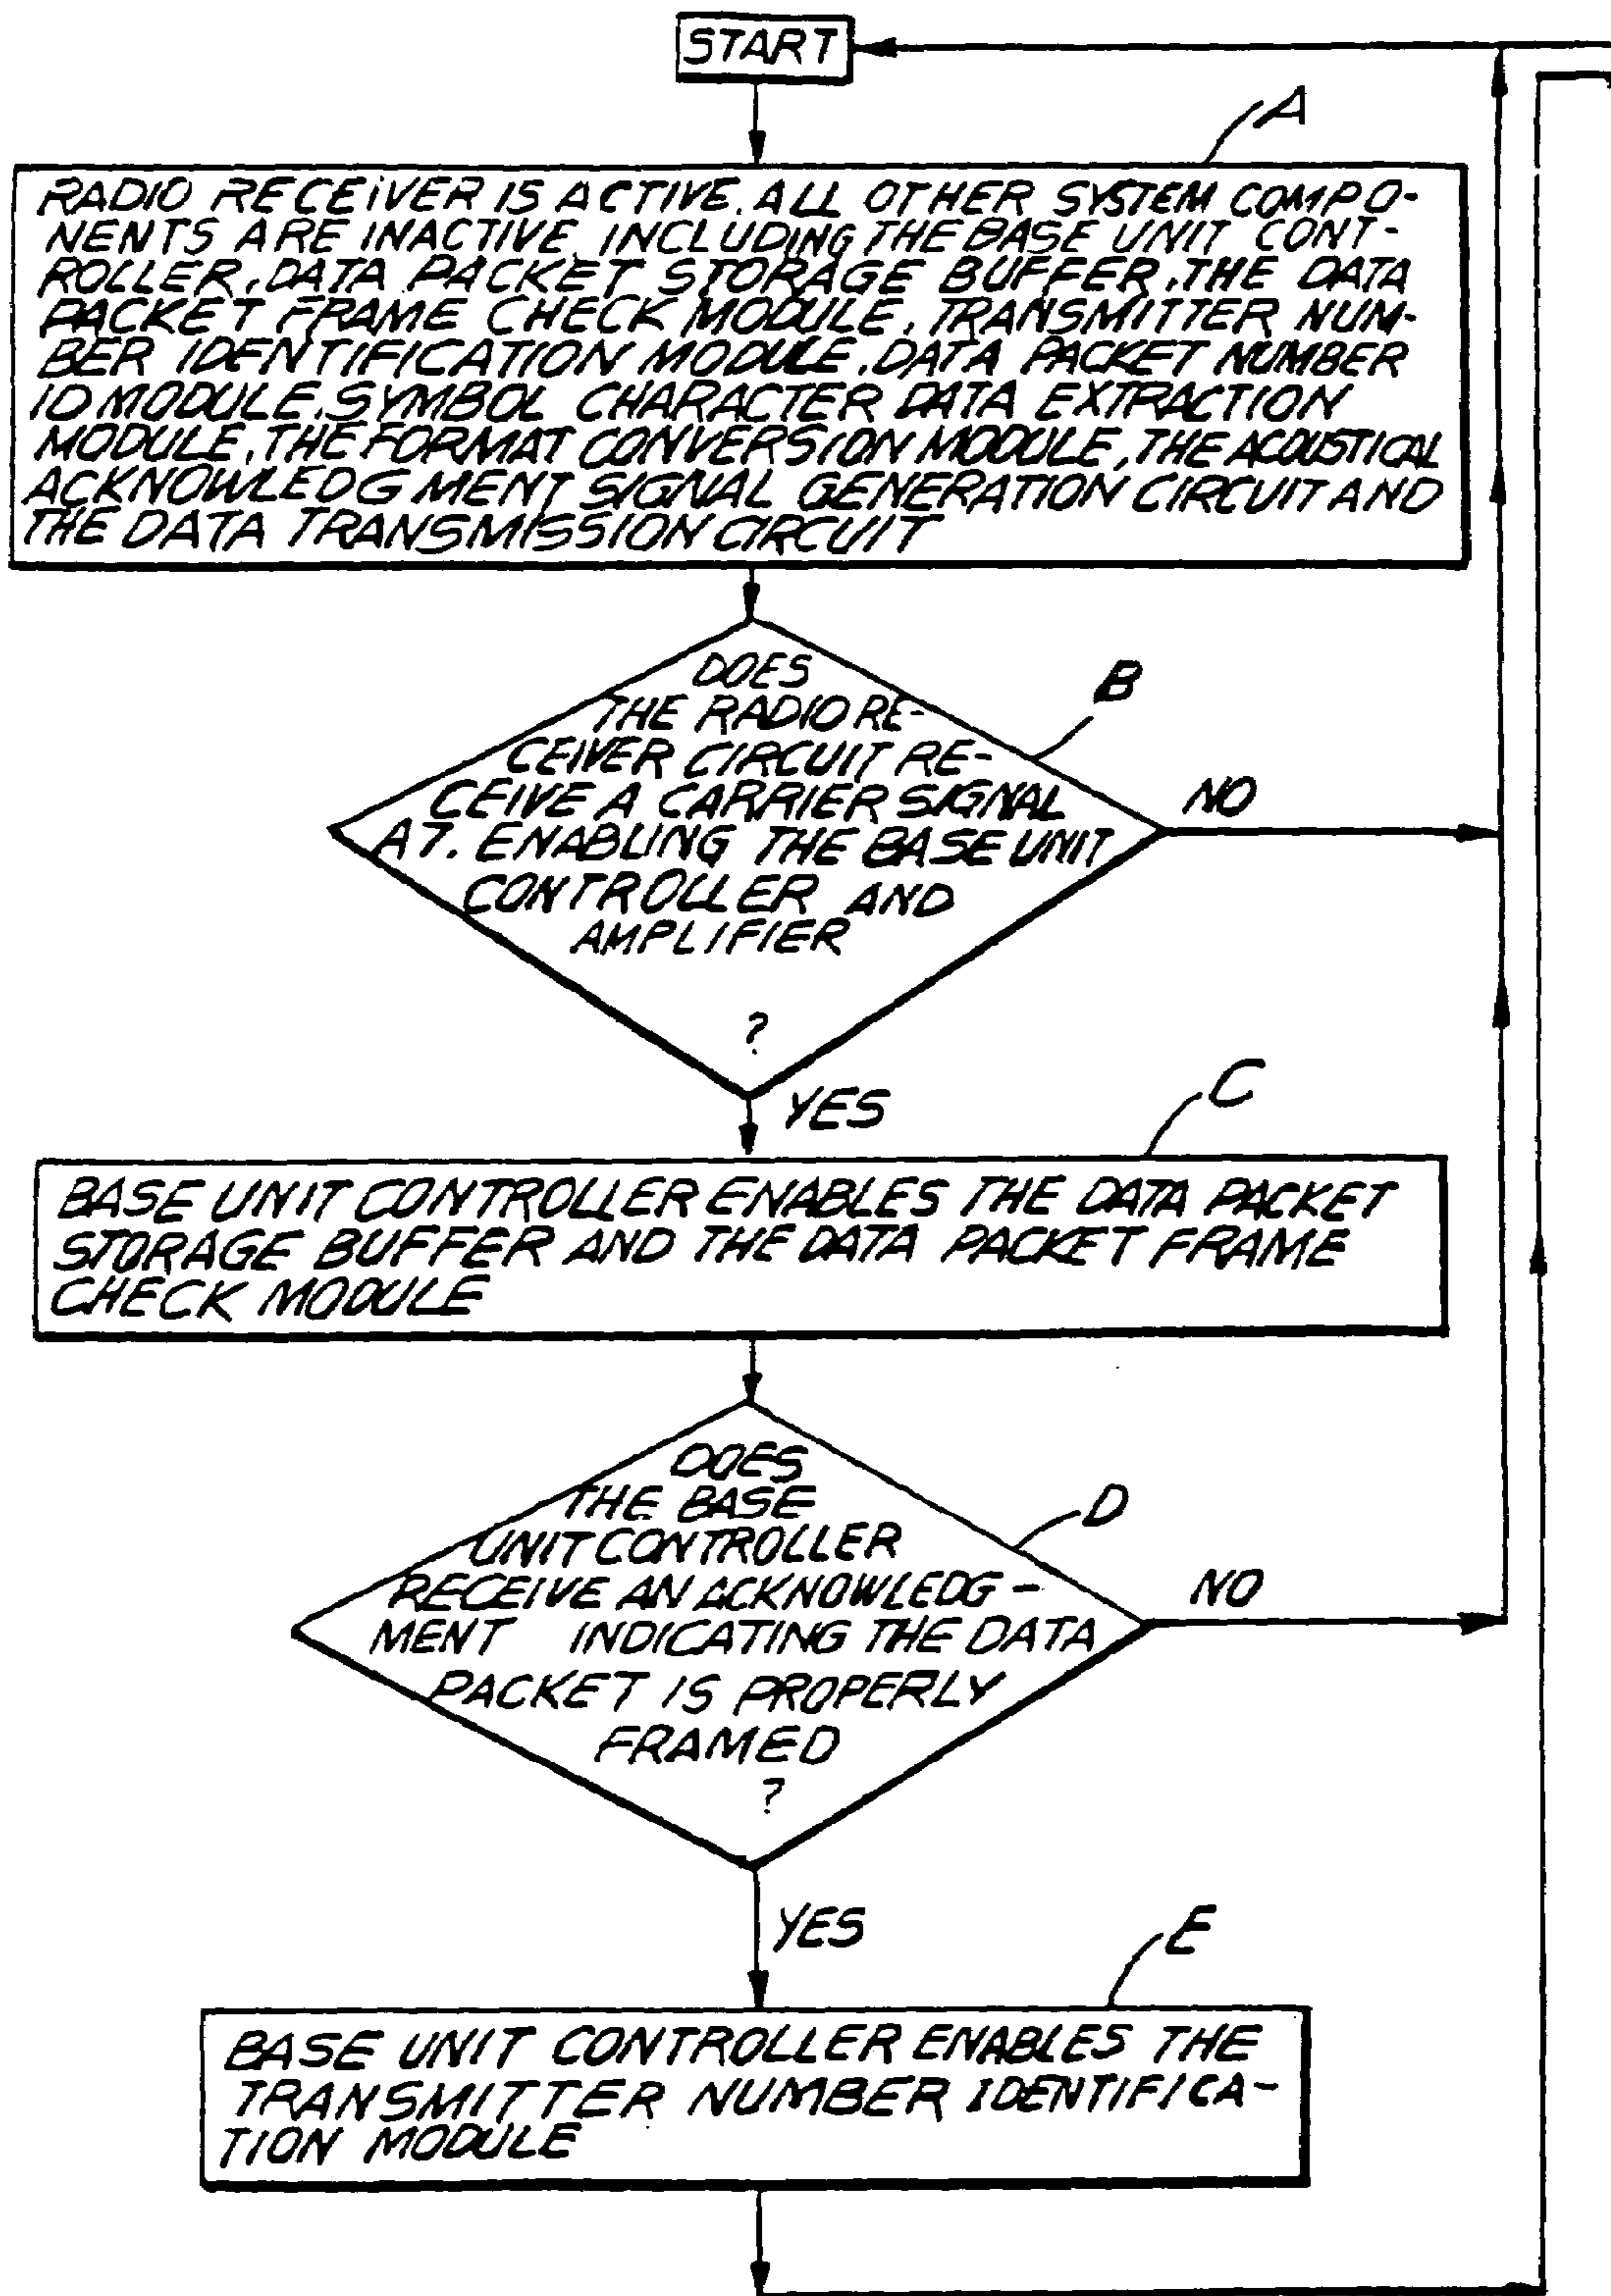 START
A
RADIO RECEIVER IS ACTIVE. ALL OTHER SYSTEM COMPO-
NENTS ARE INACTIVE INCLUDING THE BASE UNIT CONT-
ROLLER, DATA PACKET STORAGE BUFFER, THE DATA
PACKET FRAME CHECK MODULE, TRANSMITTER NUM-
BER IDENTIFICATION MODULE, DATA PACKET NUMBER
ID MODULE, SYMBOL CHARACTER DATA EXTRACTION
MODULE, THE FORMAT CONVERSION MODULE, THE ACOUSTICAL
ACKNOWLEDGMENT SIGNAL GENERATION CIRCUIT AND
THE DATA TRANSMISSION CIRCUIT
B
DOES
THE RADIO RE-
CEIVER CIRCUIT RE-
CEIVE A CARRIER SIGNAL
A7. ENABLING THE BASE UNIT
CONTROLLER AND
AMPLIFIER
?
NO
YES
C
BASE UNIT CONTROLLER ENABLES THE DATA PACKET
STORAGE BUFFER AND THE DATA PACKET FRAME
CHECK MODULE
D
DOES
THE BASE
UNIT CONTROLLER
RECEIVE AN ACKNOWLEDG-
MENT INDICATING THE DATA
PACKET IS PROPERLY
FRAMED
?
NO
YES
E
BASE UNIT CONTROLLER ENABLES THE
TRANSMITTER NUMBER IDENTIFICA-
TION MODULE